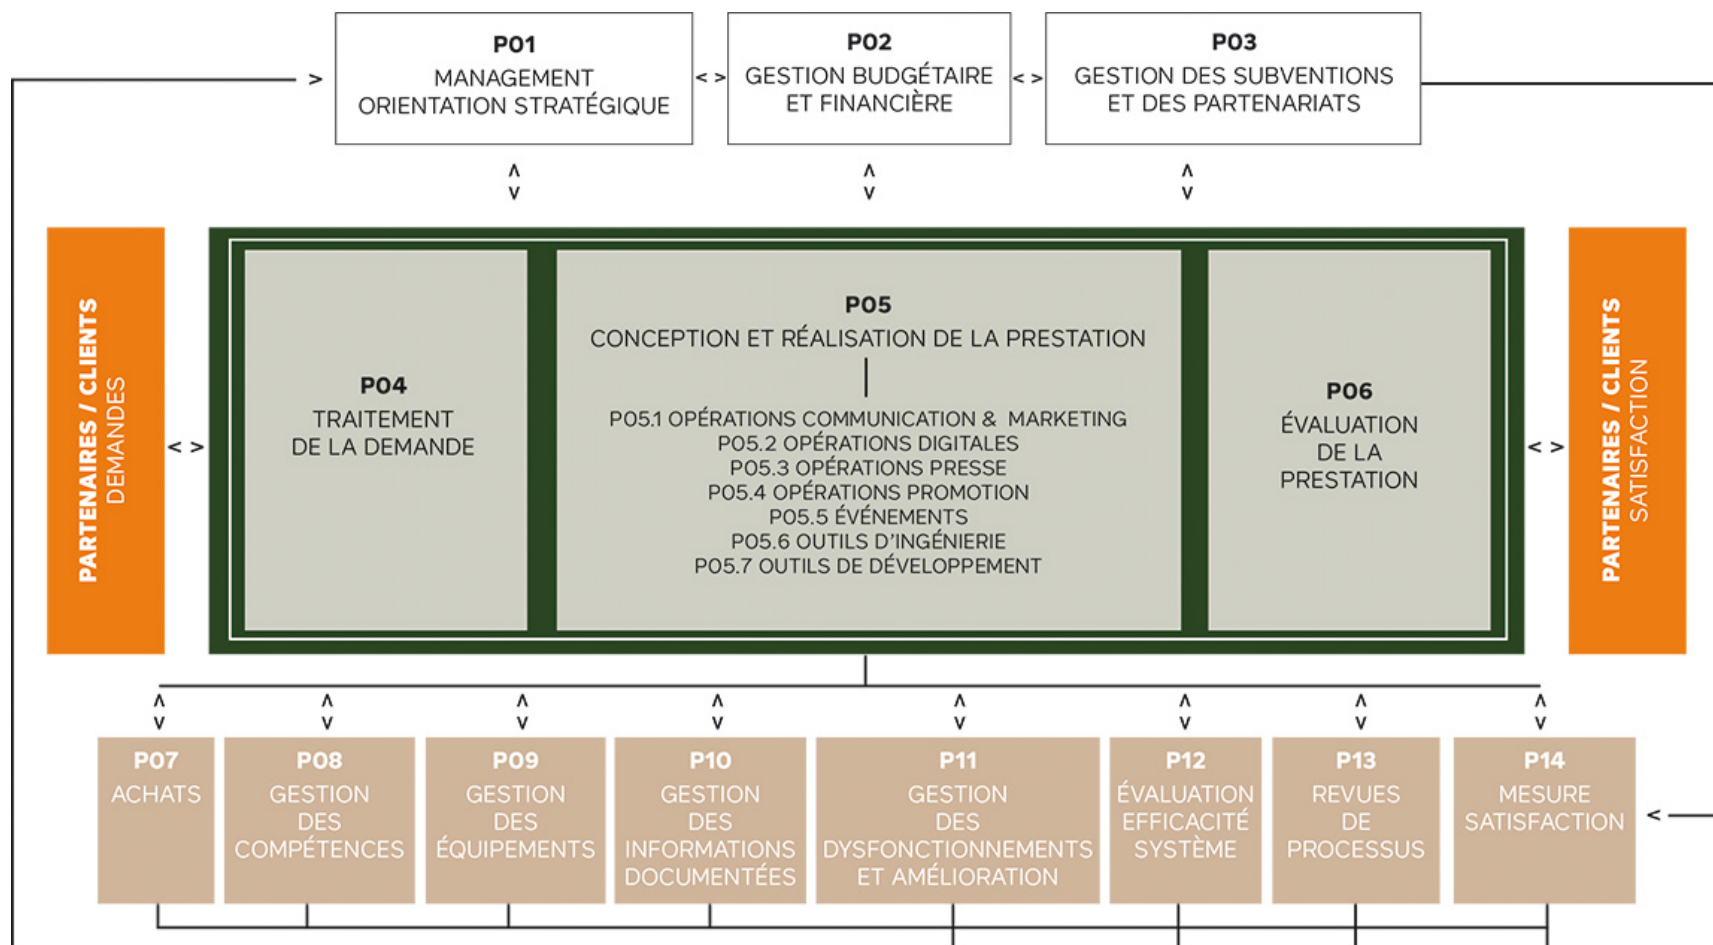 P01
MANAGEMENT
ORIENTATION STRATÉGIQUE
P02
GESTION BUDGÉTAIRE
ET FINANCIÈRE
P03
GESTION DES SUBVENTIONS
ET DES PARTENARIATS
PARTENAIRES / CLIENTS
DEMANDES
P04
TRAITEMENT
DE LA DEMANDE
P05
CONCEPTION ET RÉALISATION DE LA PRESTATION
P05.1 OPÉRATIONS COMMUNICATION & MARKETING
P05.2 OPÉRATIONS DIGITALES
P05.3 OPÉRATIONS PRESSE
P05.4 OPÉRATIONS PROMOTION
P05.5 ÉVÉNEMENTS
P05.6 OUTILS D'INGÉNIERIE
P05.7 OUTILS DE DÉVELOPPEMENT
P06
ÉVALUATION
DE LA
PRESTATION
PARTENAIRES / CLIENTS
SATISFACTION
P07
ACHATS
P08
GESTION
DES
COMPÉTENCES
P09
GESTION
DES
ÉQUIPEMENTS
P10
GESTION
DES
INFORMATIONS
DOCUMENTÉES
P11
GESTION
DES
DYSFONCTIONNEMENTS
ET AMÉLIORATION
P12
ÉVALUATION
EFFICACITÉ
SYSTÈME
P13
REVUES
DE
PROCESSUS
P14
MESURE
SATISFACTION